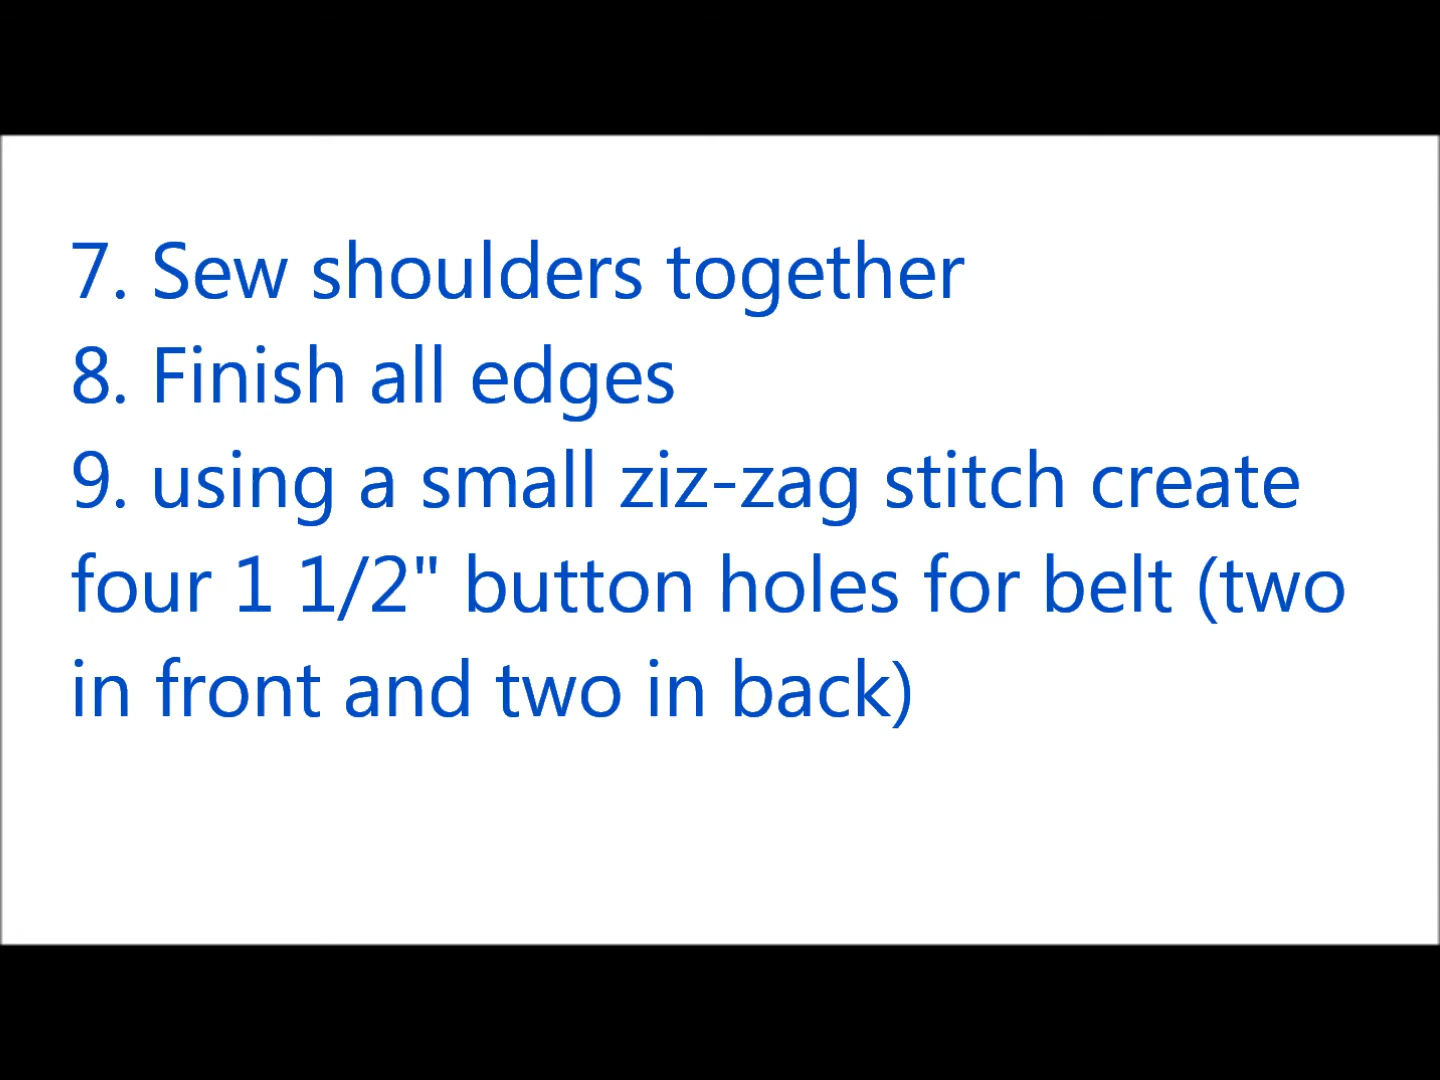 7. Sew shoulders together
8. Finish all edges
9. using a small ziz-zag stitch create
four 1 1/2" button holes for belt (two
in front and two in back)